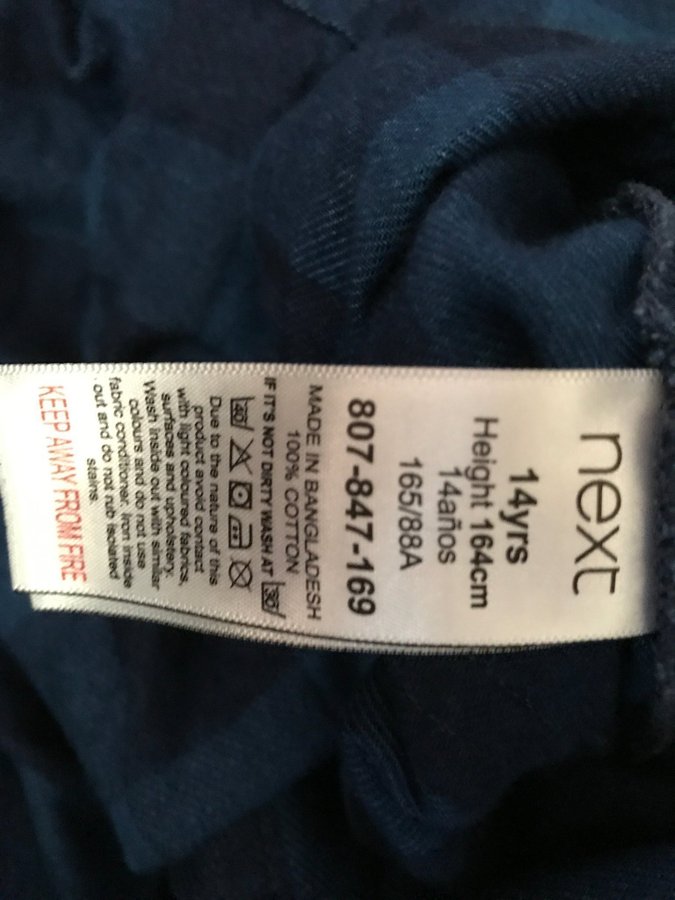 next
14yrs
Height 164cm
14años
165/88A
807-847-169
MADE IN BANGLADESH
100% COTTON
IF IT'S NOT DIRTY WASH AT 30
40
Due to the nature of this
product avoid contact
with light coloured fabrics,
surfaces and upholstery.
Wash inside out with similar
colours and do not use
fabric conditioner. Iron inside
out and do not rub isolated
stains.
KEEP AWAY FROM FIRE